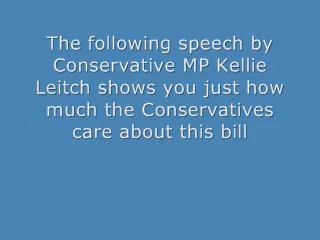 The following speech by
Conservative MP Kellie
Leitch shows you just how
much the Conservatives
care about this bill